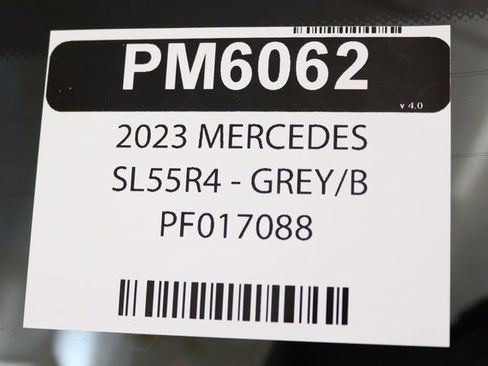 PM6062
v 4.0
2023 MERCEDES
SL55R4 - GREY/B
PF017088